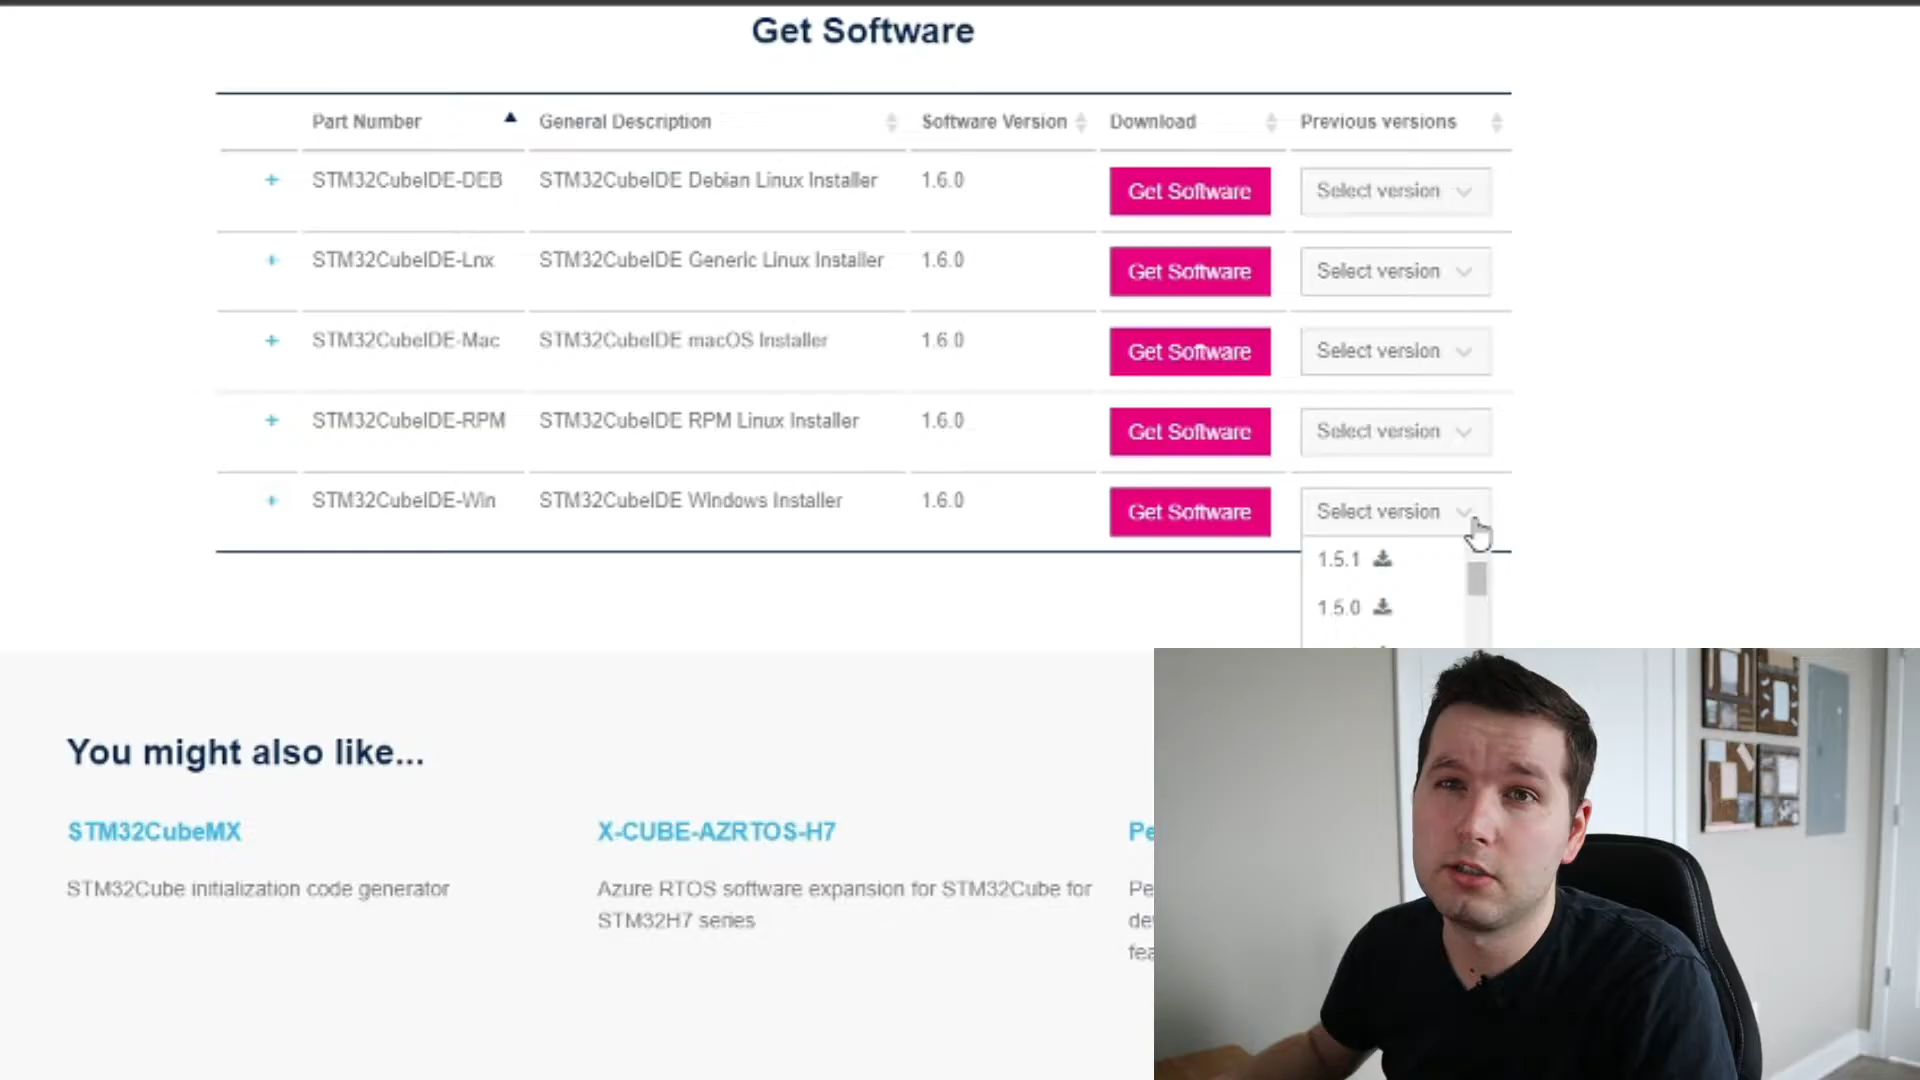 Get Software
Part Number General Description Software Version Download Previous versions
+ STM32CubeIDE-DEB STM32CubeIDE Debian Linux Installer 1.6.0 Get Software Select version
+ STM32CubeIDE-Lnx STM32CubeIDE Generic Linux Installer 1.6.0 Get Software Select version
+ STM32CubeIDE-Mac STM32CubeIDE macOS Installer 1.6.0 Get Software Select version
+ STM32CubeIDE-RPM STM32CubeIDE RPM Linux Installer 1.6.0 Get Software Select version
+ STM32CubeIDE-Win STM32CubeIDE Windows Installer 1.6.0 Get Software Select version
1.5.1
1.5.0
You might also like...
STM32CubeMX
STM32Cube initialization code generator
X-CUBE-AZRTOS-H7
Azure RTOS software expansion for STM32Cube for
STM32H7 series
Pe
Pe
de
fea